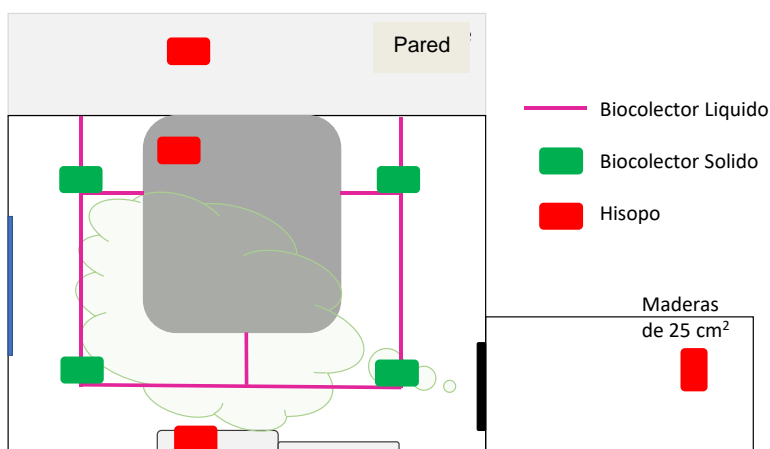 Pared
Biocolector Liquido
Biocolector Solido
Hisopo
Maderas
de 25 cm²